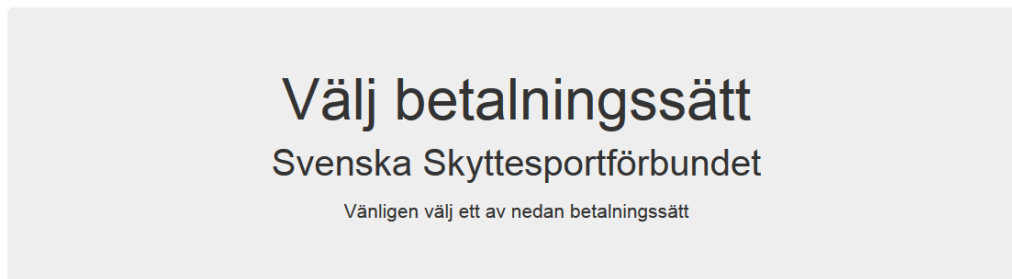 Välj betalningssätt
Svenska Skyttesportförbundet
Vänligen välj ett av nedan betalningssätt